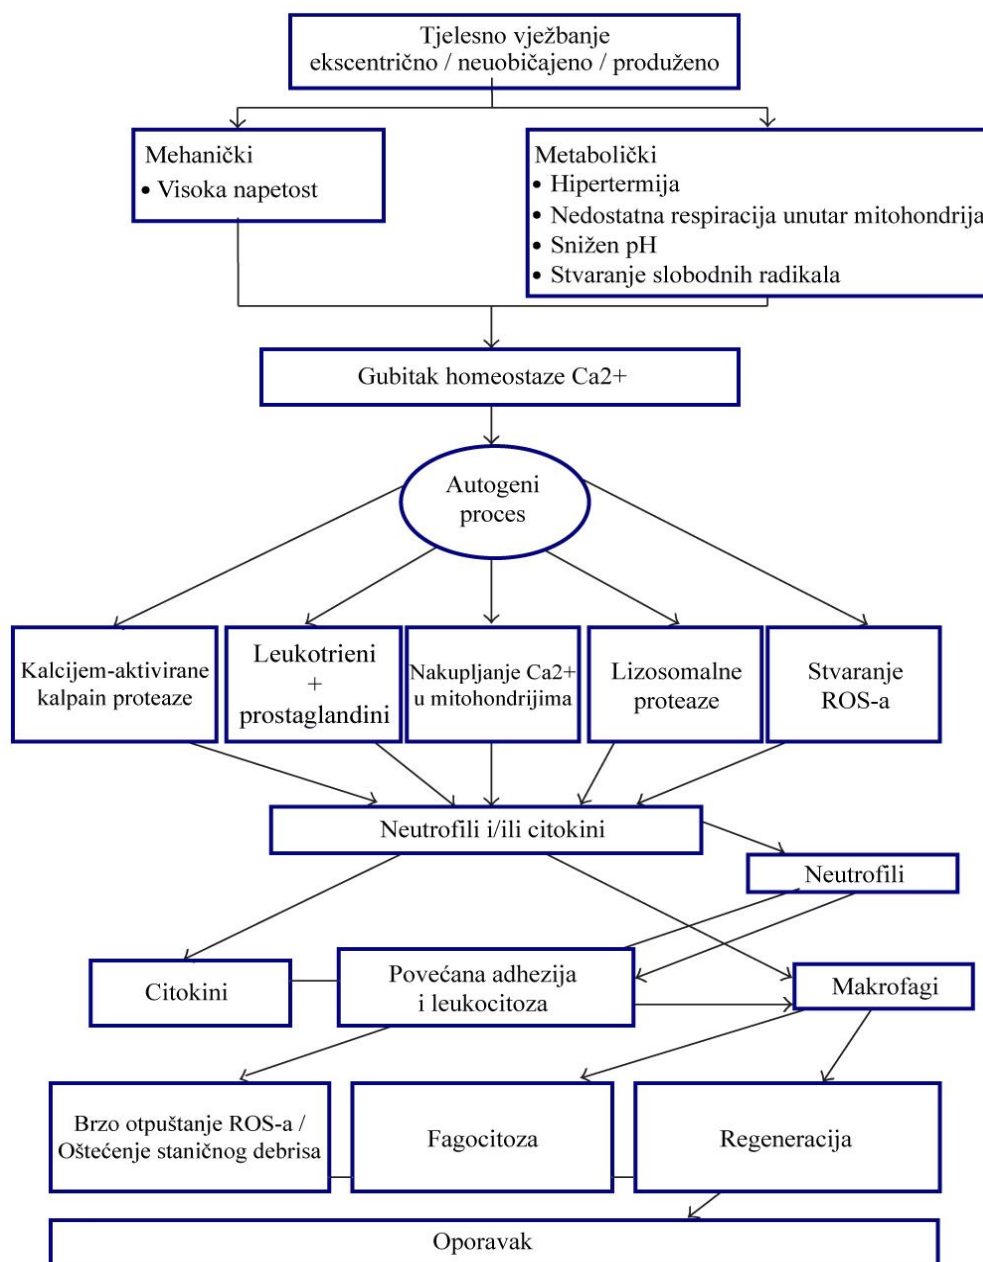 Tjelesno vježbanje
ekscentrično / neuobičajeno / produženo
Mehanički
• Visoka napetost
Metabolički
• Hipertermija
• Nedostatna respiracija unutar mitohondrija
• Snižen pH
• Stvaranje slobodnih radikala
Gubitak homeostaze Ca2+
Autogeni
proces
Kalcijem-aktivirane
kalpain proteaze
Leukotrieni
+
prostaglandini
Nakupljanje Ca2+
u mitohondrijima
Lizosomalne
proteaze
Stvaranje
ROS-a
Neutrofili i/ili citokini
Neutrofili
Citokini
Povećana adhezija
i leukocitoza
Makrofagi
Brzo otpuštanje ROS-a /
Oštećenje staničnog debrisa
Fagocitoza
Regeneracija
Oporavak